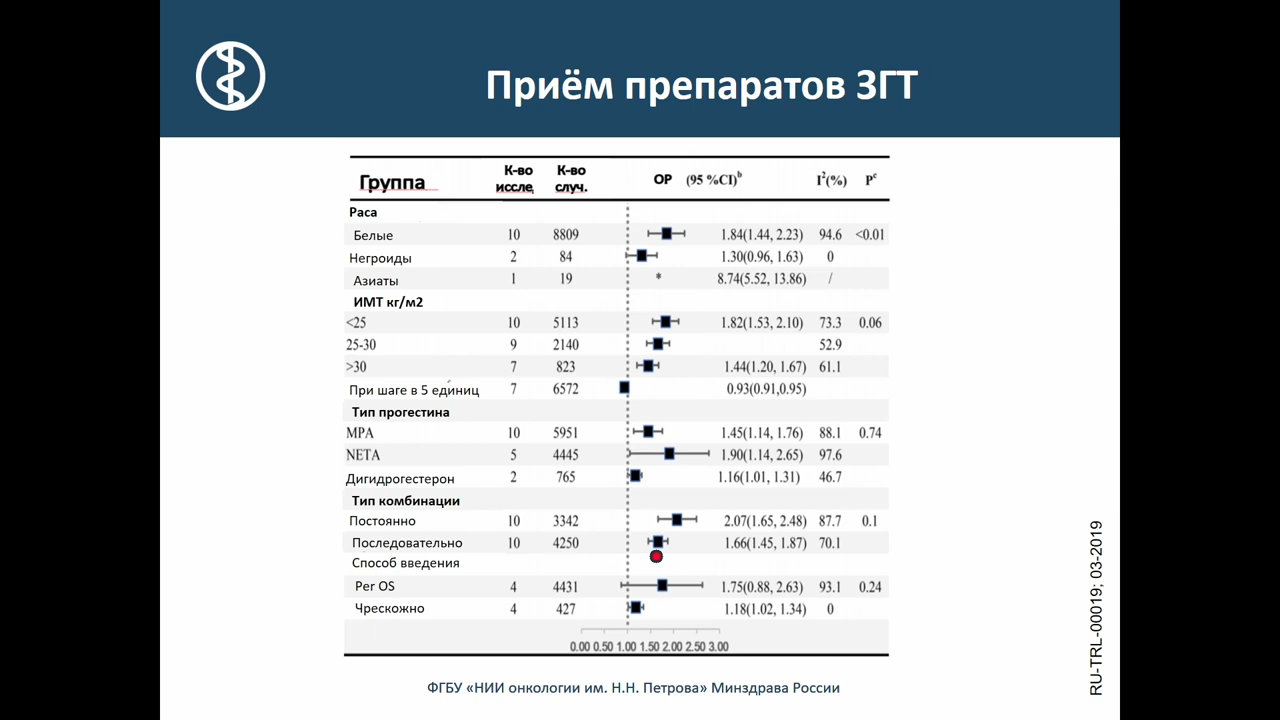 Приём препаратов ЗГТ
Группа К-во иссле К-во случ. ОР (95 %CI)b I2(%) Pc
Раса
Белые 10 8809 1.84(1.44, 2.23) 94.6 <0.01
Негроиды 2 84 1.30(0.96, 1.63) 0
Азиаты 1 19 * 8.74(5.52, 13.86) /
ИМТ кг/м2
<25 10 5113 1.82(1.53, 2.10) 73.3 0.06
25-30 9 2140 52.9
>30 7 823 1.44(1.20, 1.67) 61.1
При шаге в 5 единиц 7 6572 0.93(0.91,0.95)
Тип прогестина
MPA 10 5951 1.45(1.14, 1.76) 88.1 0.74
NETA 5 4445 1.90(1.14, 2.65) 97.6
Дигидрогестерон 2 765 1.16(1.01, 1.31) 46.7
Тип комбинации
Постоянно 10 3342 2.07(1.65, 2.48) 87.7 0.1
Последовательно 10 4250 1.66(1.45, 1.87) 70.1
Способ введения
Per OS 4 4431 1.75(0.88, 2.63) 93.1 0.24
Чрескожно 4 427 1.18(1.02, 1.34) 0
0.00 0.50 1.00 1.50 2.00 2.50 3.00
ФГБУ «НИИ онкологии им. Н.Н. Петрова» Минздрава России
RU-TRL-00019; 03-2019